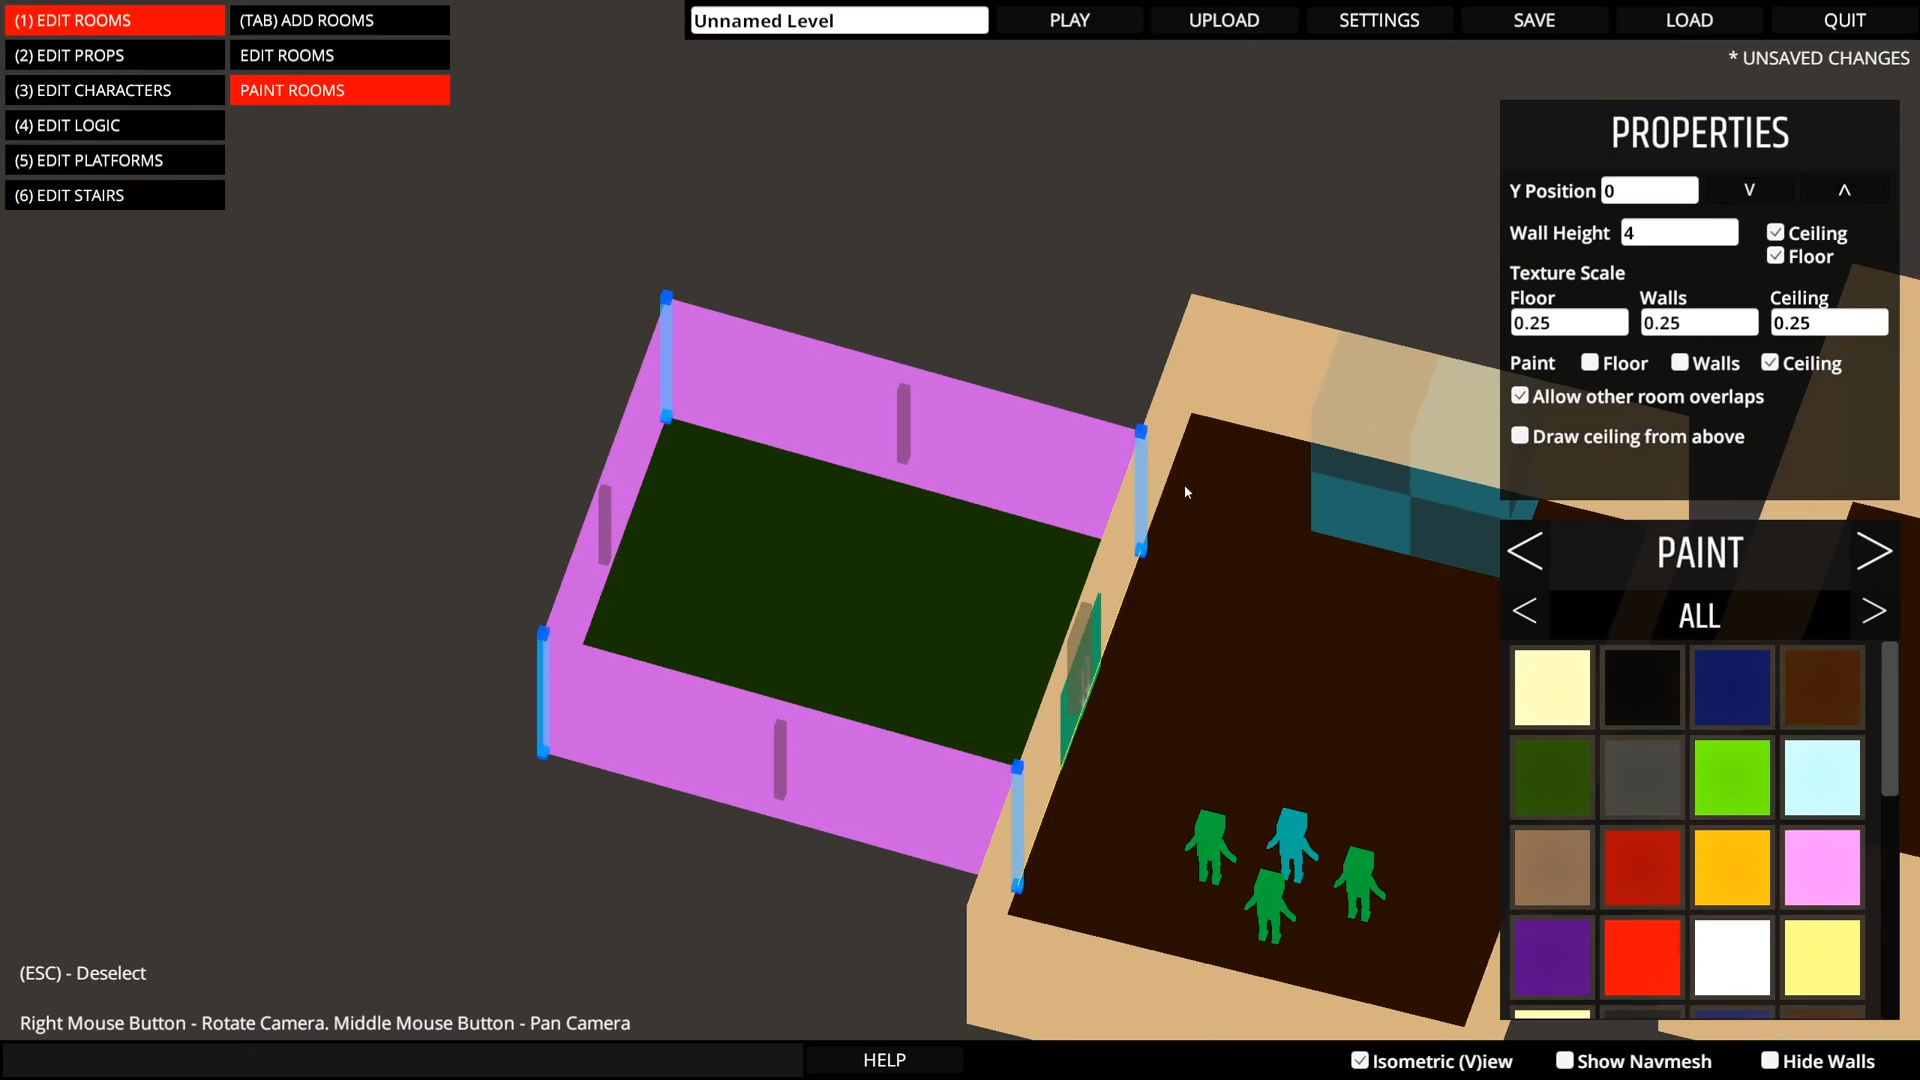 (1) EDIT ROOMS
(TAB) ADD ROOMS
Unnamed Level
PLAY
UPLOAD
SETTINGS
SAVE
LOAD
QUIT
(2) EDIT PROPS
EDIT ROOMS
* UNSAVED CHANGES
(3) EDIT CHARACTERS
PAINT ROOMS
(4) EDIT LOGIC
(5) EDIT PLATFORMS
(6) EDIT STAIRS
PROPERTIES
Y Position 0 V ^
Wall Height 4
Ceiling
Floor
Texture Scale
Floor Walls Ceiling
0.25 0.25 0.25
Paint Floor Walls Ceiling
Allow other room overlaps
Draw ceiling from above
< PAINT >
< ALL >
(ESC) - Deselect
Right Mouse Button - Rotate Camera. Middle Mouse Button - Pan Camera
HELP
Isometric (V)iew
Show Navmesh
Hide Walls